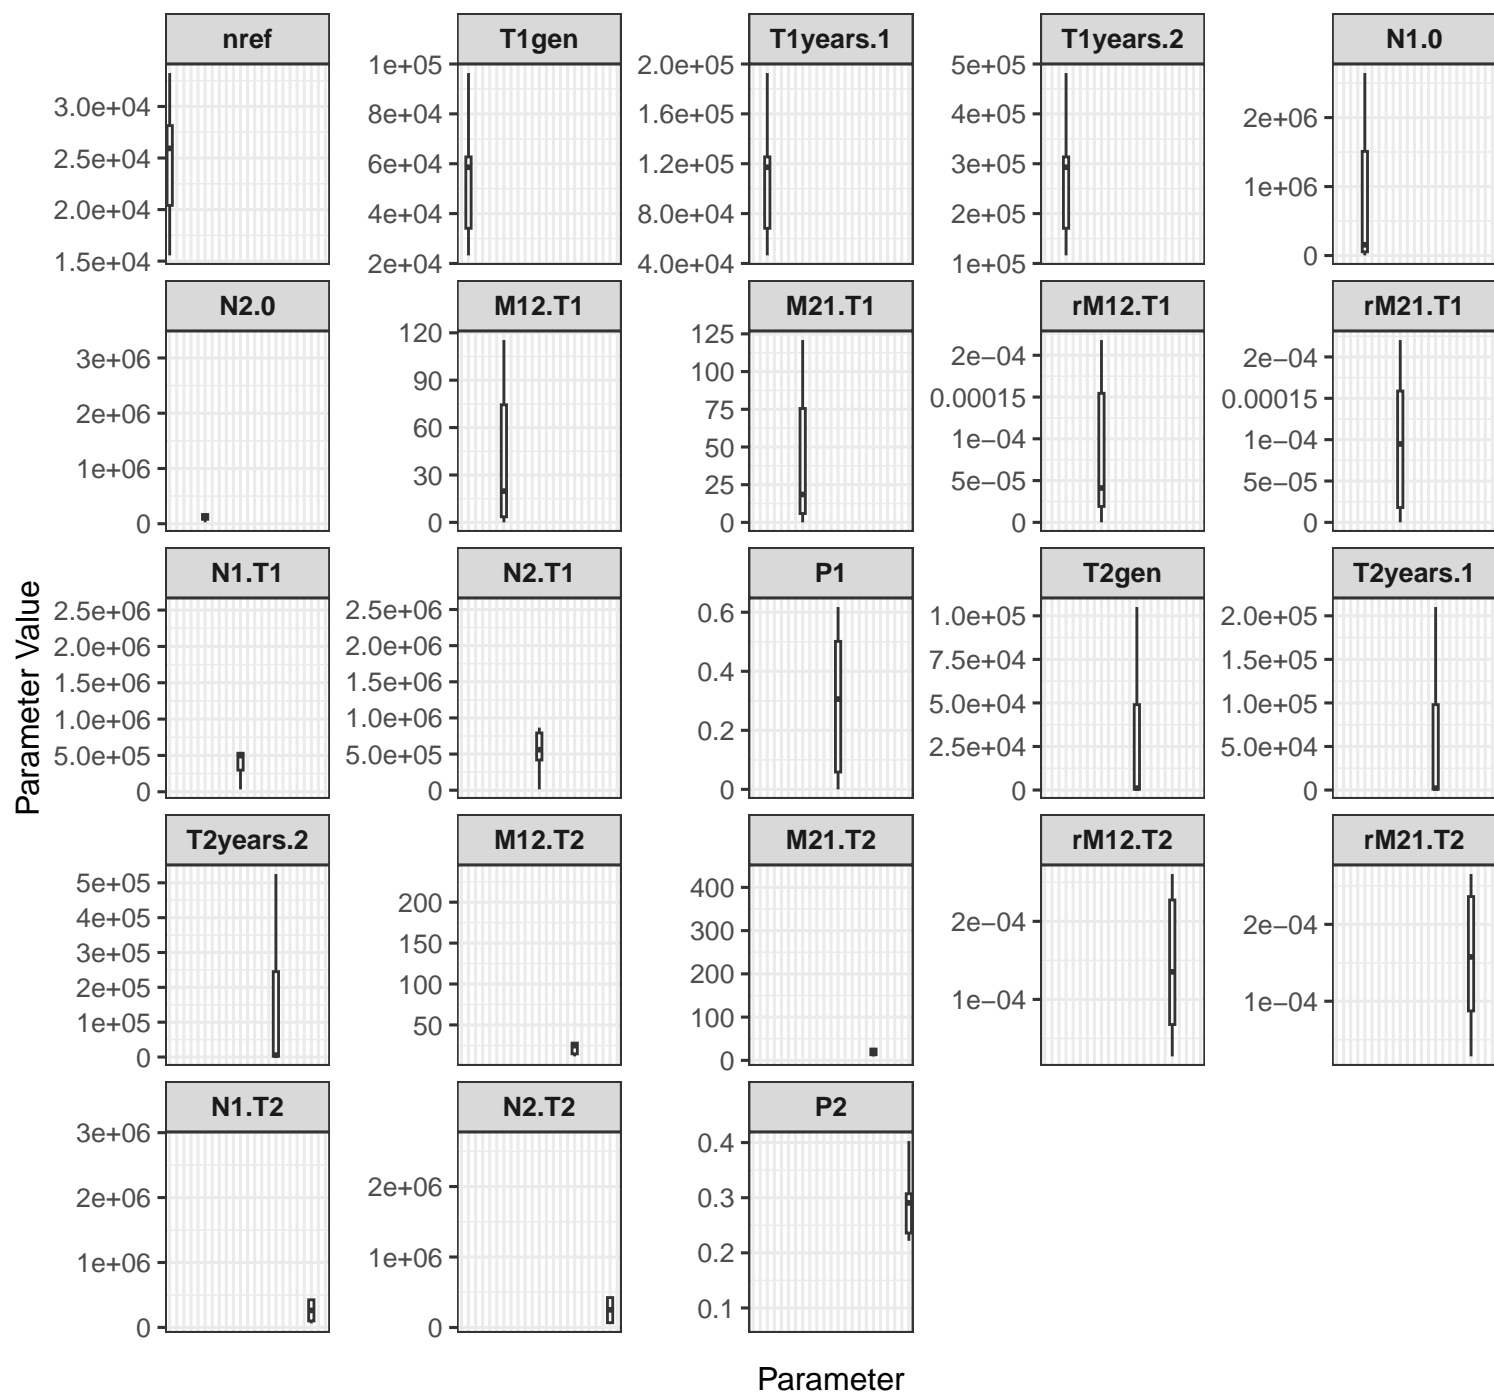 nref T1gen T1years.1 T1years.2 N1.0
3.0e+04 2.5e+04 2.0e+04 1.5e+04
1e+05 8e+04 6e+04 4e+04 2e+04
2.0e+05 1.6e+05 1.2e+05 8.0e+04 4.0e+04
5e+05 4e+05 3e+05 2e+05 1e+05
2e+06 1e+06 0
N2.0 M12.T1 M21.T1 rM12.T1 rM21.T1
3e+06 2e+06 1e+06 0
120 90 60 30 0
125 100 75 50 25 0
2e−04 0.00015 1e−04 5e−05 0
2e−04 0.00015 1e−04 5e−05 0
N1.T1 N2.T1 P1 T2gen T2years.1
2.5e+06 2.0e+06 1.5e+06 1.0e+06 5.0e+05 0
2.5e+06 2.0e+06 1.5e+06 1.0e+06 5.0e+05 0
0.6 0.4 0.2 0
1.0e+05 7.5e+04 5.0e+04 2.5e+04 0
2.0e+05 1.5e+05 1.0e+05 5.0e+04 0
T2years.2 M12.T2 M21.T2 rM12.T2 rM21.T2
5e+05 4e+05 3e+05 2e+05 1e+05 0
200 150 100 50
400 300 200 100 0
2e−04 1e−04
2e−04 1e−04
N1.T2 N2.T2 P2
3e+06 2e+06 1e+06 0
2e+06 1e+06 0
0.4 0.3 0.2 0.1
Parameter Value
Parameter